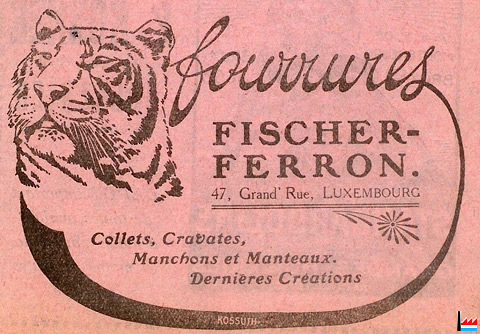 fourrures
FISCHER-
FERRON.
47, Grand' Rue, LUXEMBOURG
Collets, Cravates,
Manchons et Manteaux.
Dernières Créations
KOSSUTH